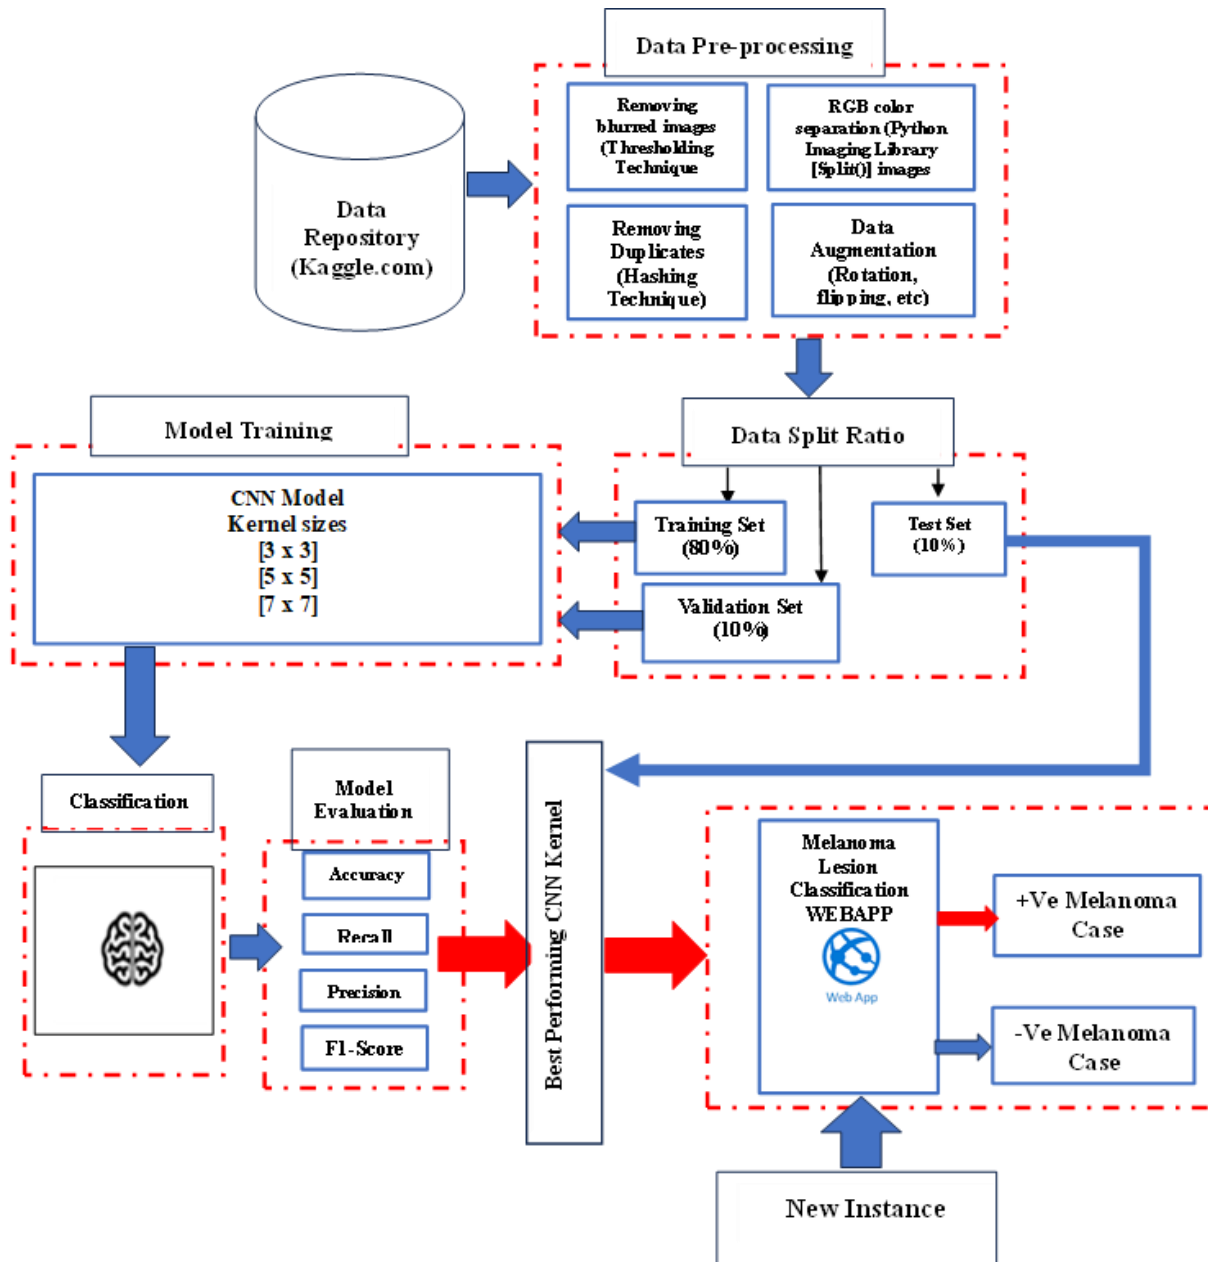 Data Pre-processing
Removing
blurred images
(Thresholding
Technique
RGB color
separation (Python
Imaging Library
[Split()] images
Data
Repository
(Kaggle.com)
Removing
Duplicates
(Hashing
Technique)
Data
Augmentation
(Rotation,
flipping, etc)
Model Training
Data Split Ratio
CNN Model
Kernel sizes
[3 x 3]
[5 x 5]
[7 x 7]
Training Set
(80%)
Test Set
(10%)
Validation Set
(10%)
Classification
Model
Evaluation
Accuracy
Recall
Precision
F1-Score
Best Performing CNN Kernel
Melanoma
Lesion
Classification
WEBAPP
Web App
+Ve Melanoma
Case
-Ve Melanoma
Case
New Instance